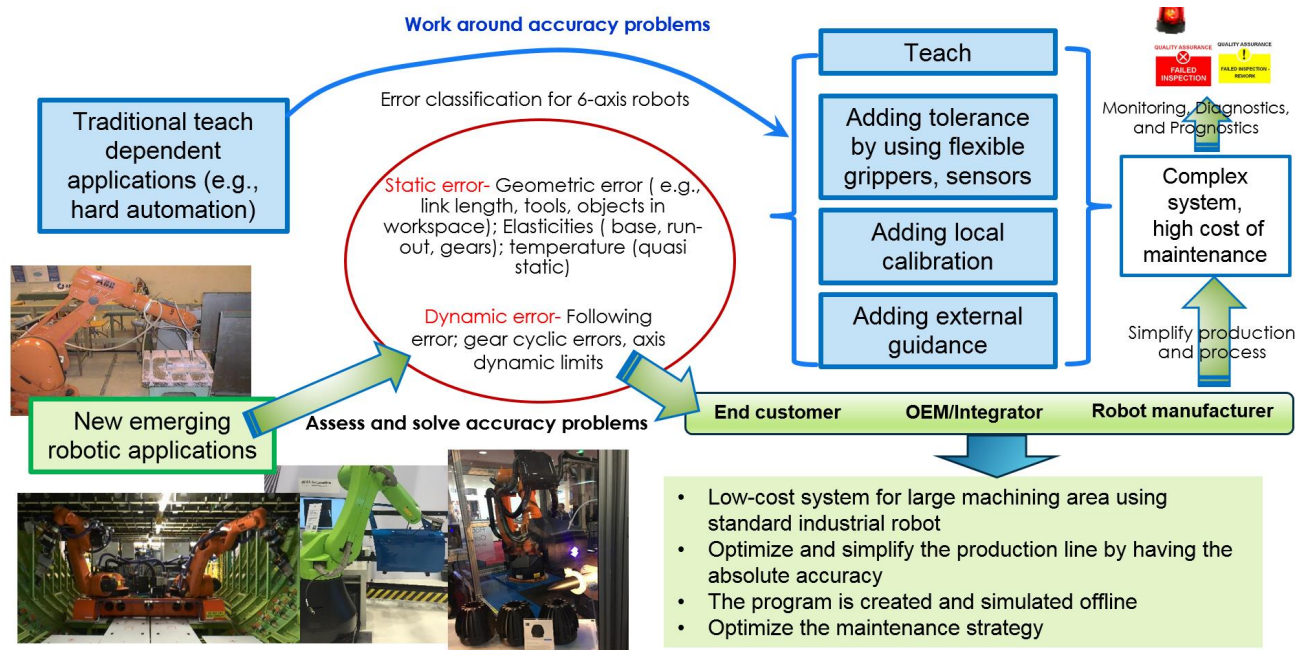 Work around accuracy problems
Traditional teach
dependent
applications (e.g.,
hard automation)
Error classification for 6-axis robots
Static error- Geometric error ( e.g.,
link length, tools, objects in
workspace); Elasticities ( base, run-
out, gears); temperature (quasi
static)
Dynamic error- Following
error; gear cyclic errors, axis
dynamic limits
Teach
Adding tolerance
by using flexible
grippers, sensors
Adding local
calibration
Adding external
guidance
QUALITY ASSURANCE
FAILED
INSPECTION
QUALITY ASSURANCE
!
FAILED INSPECTION -
REWORK
Monitoring, Diagnostics,
and Prognostics
Complex
system,
high cost of
maintenance
Simplify production
and process
ABB
New emerging
robotic applications
Assess and solve accuracy problems
End customer
OEM/Integrator
Robot manufacturer
• Low-cost system for large machining area using
standard industrial robot
• Optimize and simplify the production line by having the
absolute accuracy
• The program is created and simulated offline
• Optimize the maintenance strategy